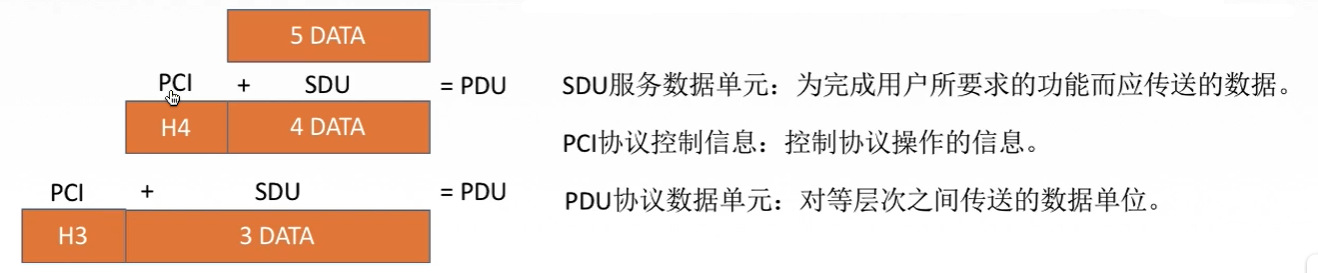 5 DATA
PCI + SDU = PDU
SDU服务数据单元：为完成用户所要求的功能而应传送的数据。
H4 4 DATA
PCI协议控制信息：控制协议操作的信息。
PCI + SDU = PDU
PDU协议数据单元：对等层次之间传送的数据单位。
H3 3 DATA